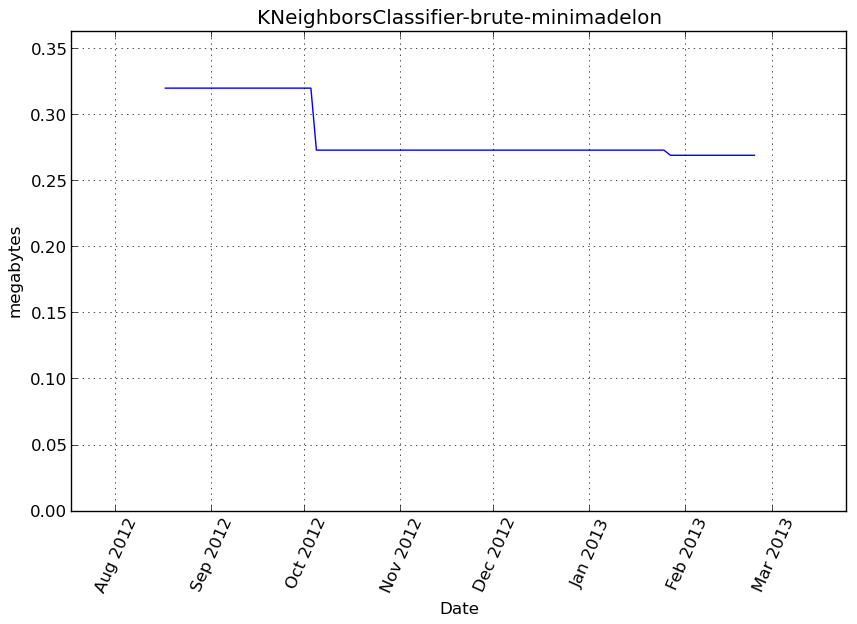 KNeighborsClassifier-brute-minimadelon
megabytes
0.35
0.30
0.25
0.20
0.15
0.10
0.05
0.00
Aug 2012
Sep 2012
Oct 2012
Nov 2012
Dec 2012
Jan 2013
Feb 2013
Mar 2013
Date